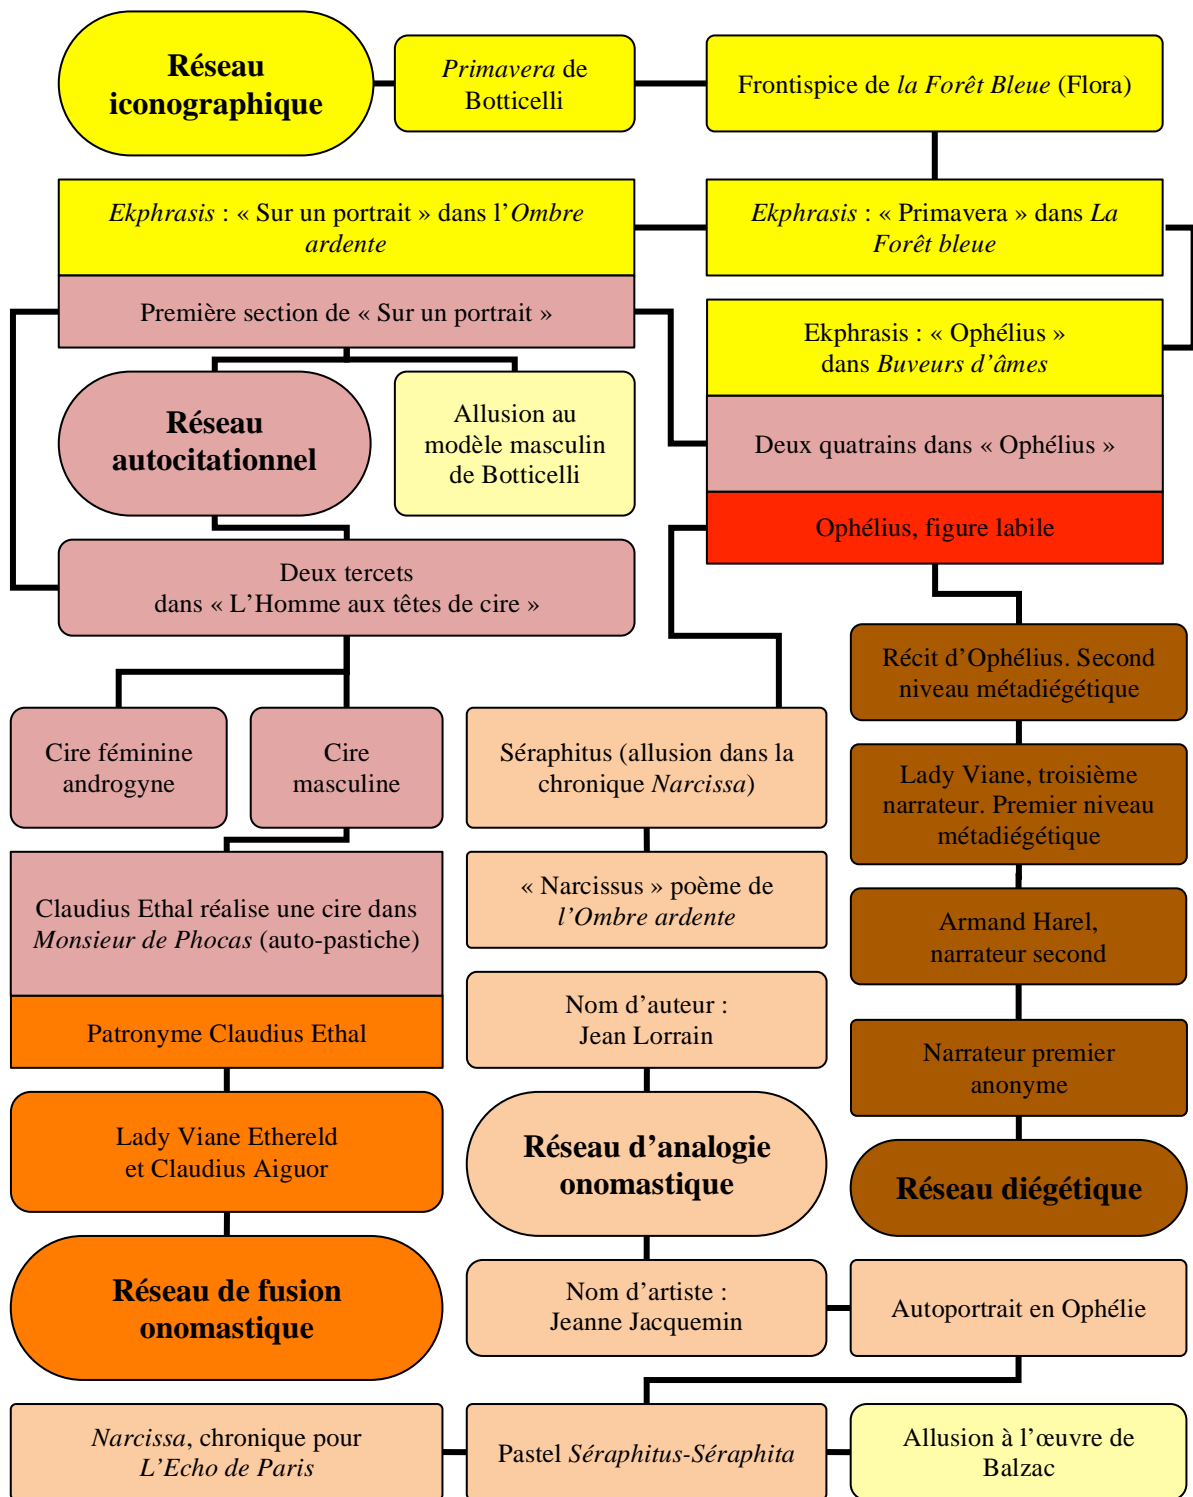 Réseau
iconographique
Primavera de
Botticelli
Frontispice de la Forêt Bleue (Flora)
Ekphrasis : « Sur un portrait » dans l’Ombre
ardente
Ekphrasis : « Primavera » dans La
Forêt bleue
Première section de « Sur un portrait »
Ekphrasis : « Ophélius »
dans Buveurs d’âmes
Réseau
autocitationnel
Allusion au
modèle masculin
de Botticelli
Deux quatrains dans « Ophélius »
Ophélius, figure labile
Deux tercets
dans « L’Homme aux têtes de cire »
Récit d’Ophélius. Second
niveau métadiégétique
Cire féminine
androgyne
Cire
masculine
Séraphitus (allusion dans la
chronique Narcissa)
Lady Viane, troisième
narrateur. Premier niveau
métadiégétique
Claudius Ethal réalise une cire dans
Monsieur de Phocas (auto-pastiche)
« Narcissus » poème de
l’Ombre ardente
Armand Harel,
narrateur second
Patronyme Claudius Ethal
Nom d’auteur :
Jean Lorrain
Narrateur premier
anonyme
Lady Viane Ethereld
et Claudius Aiguor
Réseau d’analogie
onomastique
Réseau diégétique
Réseau de fusion
onomastique
Nom d’artiste :
Jeanne Jacquemin
Autoportrait en Ophélie
Narcissa, chronique pour
L’Echo de Paris
Pastel Séraphitus-Séraphita
Allusion à l’œuvre de
Balzac